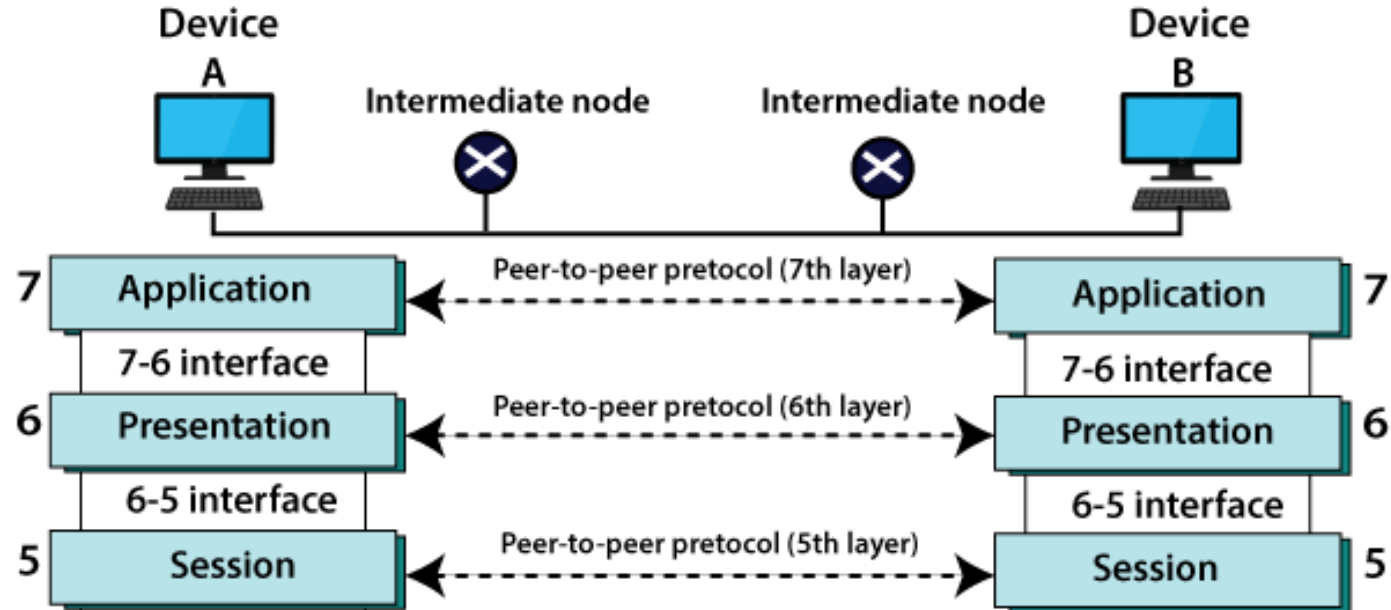 Device
A
Device
B
Intermediate node
Intermediate node
7
Application
Peer-to-peer pretocol (7th layer)
Application
7
7-6 interface
7-6 interface
6
Presentation
Peer-to-peer pretocol (6th layer)
Presentation
6
6-5 interface
6-5 interface
5
Session
Peer-to-peer pretocol (5th layer)
Session
5